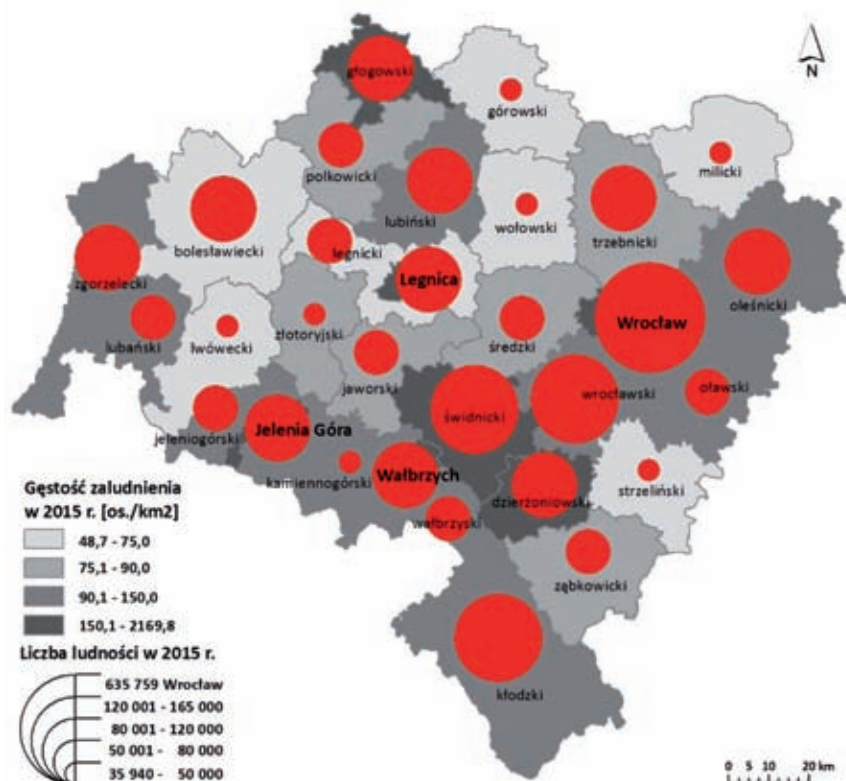 głogowski
N
górowski
polkowicki
milicki
lubiński
wołowski
trzebnicki
bolesławiecki
legnicki
zgorzelecki
Legnica
oleśnicki
Wrocław
lubański
lwówecki
złotoryjski
średzki
jaworski
wrocławski
oławski
świdnicki
jeleniogórski
Jelenia Góra
kamiennogórski
Wałbrzych
strzeliński
dzierżoniowski
wałbrzyski
ząbkowicki
kłodzki
Gęstość zaludnienia
w 2015 r. [os./km2]
48,7 - 75,0
75,1 - 90,0
90,1 - 150,0
150,1 - 2169,8
Liczba ludności w 2015 r.
635 759 Wrocław
120 001 - 165 000
80 001 - 120 000
50 001 - 80 000
35 940 - 50 000
0 5 10 20 km